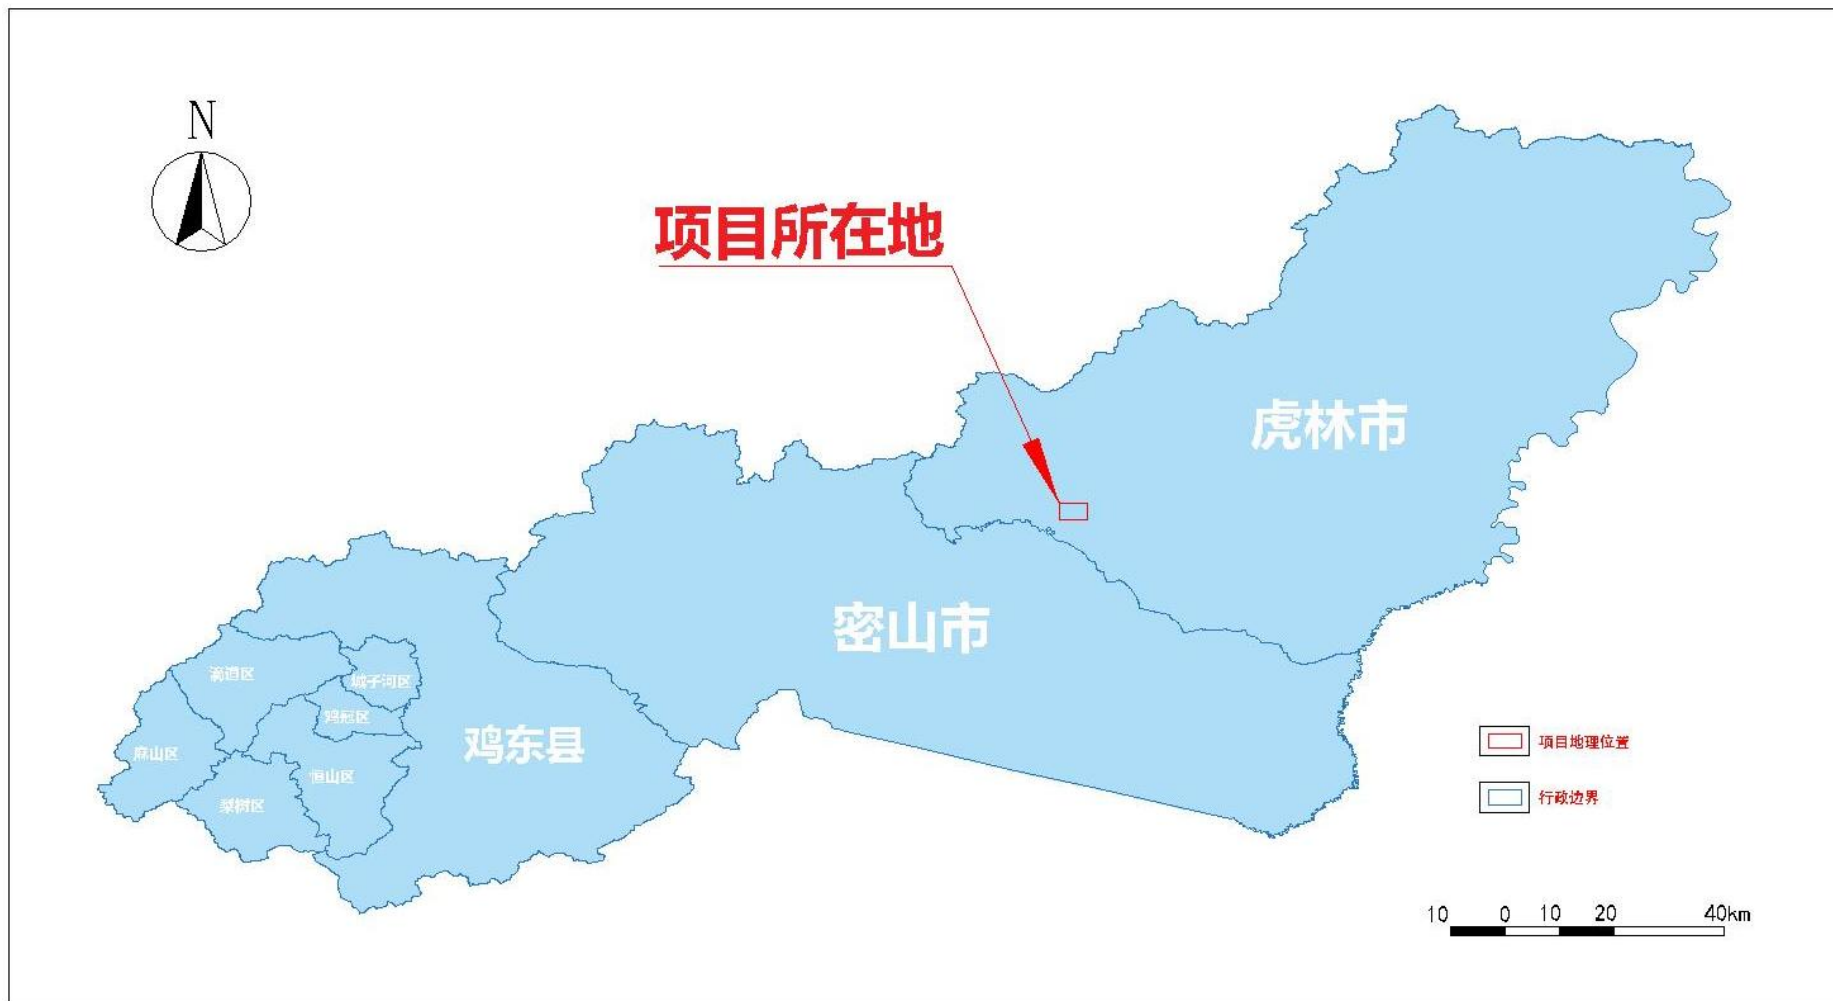 N
项目所在地
虎林市
密山市
滴道区
城子河区
鸡冠区
鸡东县
麻山区
恒山区
梨树区
项目地理位置
行政边界
10 0 10 20 40km